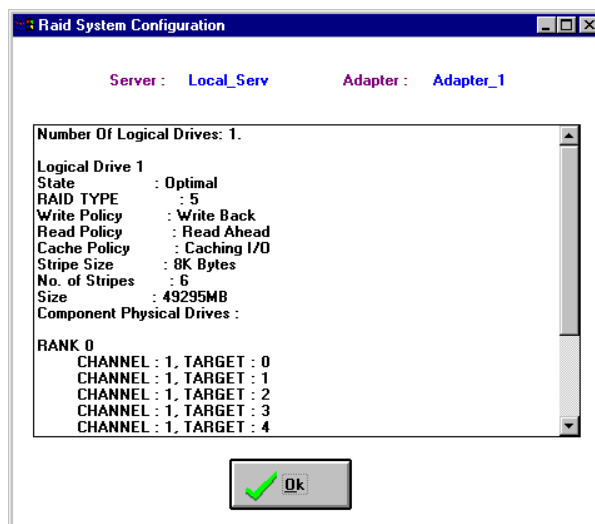 Raid System Configuration
Server : Local_Serv Adapter : Adapter_1
Number Of Logical Drives: 1.
Logical Drive 1
State : Optimal
RAID TYPE : 5
Write Policy : Write Back
Read Policy : Read Ahead
Cache Policy : Caching I/O
Stripe Size : 8K Bytes
No. of Stripes : 6
Size : 49295MB
Component Physical Drives :
RANK 0
CHANNEL : 1, TARGET : 0
CHANNEL : 1, TARGET : 1
CHANNEL : 1, TARGET : 2
CHANNEL : 1, TARGET : 3
CHANNEL : 1, TARGET : 4
Ok